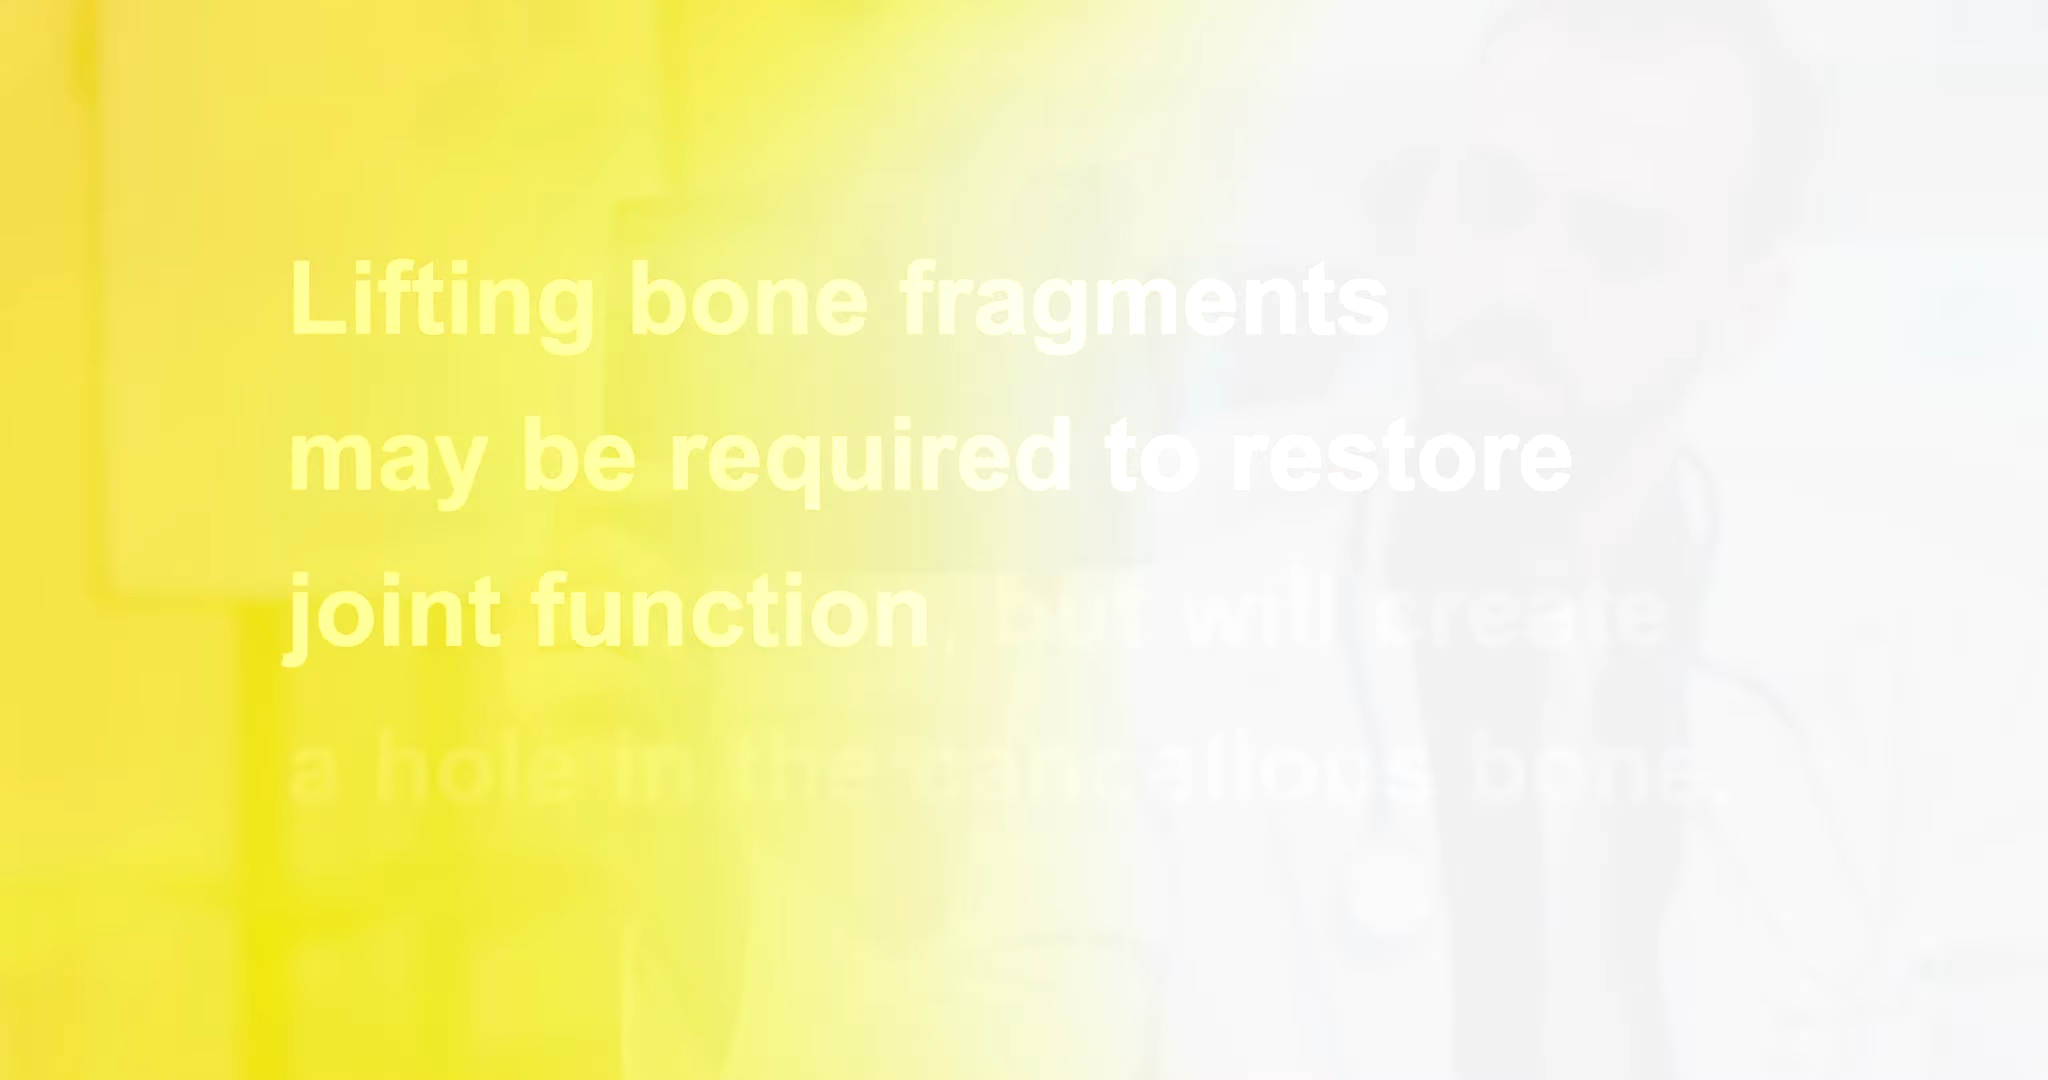 Lifting bone fragments
may be required to restore
joint function, but will create
a hole in the cancellous bone.